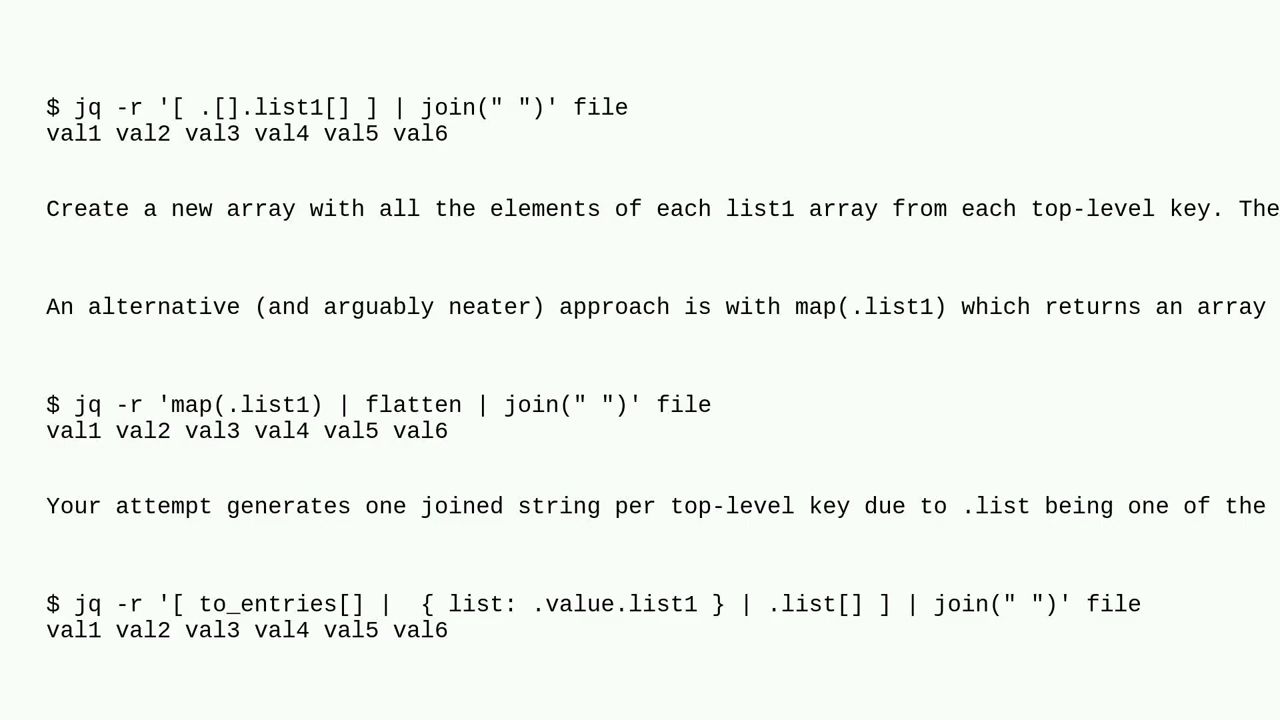 $ jq -r '[ .[].list1[] ] | join(" ")' file
val1 val2 val3 val4 val5 val6
Create a new array with all the elements of each list1 array from each top-level key. The
An alternative (and arguably neater) approach is with map(.list1) which returns an array
$ jq -r 'map(.list1) | flatten | join(" ")' file
val1 val2 val3 val4 val5 val6
Your attempt generates one joined string per top-level key due to .list being one of the
$ jq -r '[ to_entries[] |  { list: .value.list1 } | .list[] ] | join(" ")' file
val1 val2 val3 val4 val5 val6